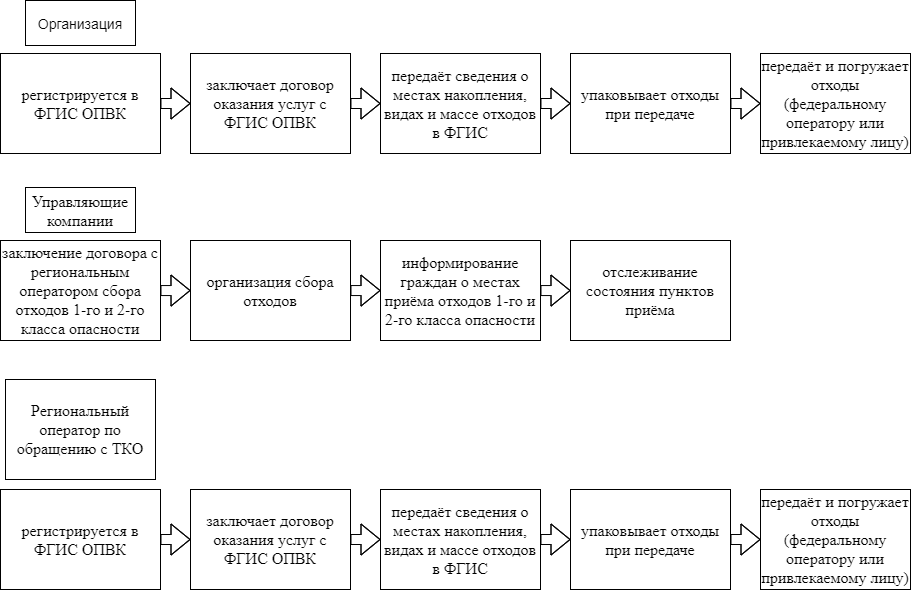 Организация
регистрируется в
ФГИС ОПВК
заключает договор
оказания услуг с
ФГИС ОПВК
передаёт сведения о
местах накопления,
видах и массе отходов
в ФГИС
упаковывает отходы
при передаче
передаёт и погружает
отходы
(федеральному
оператору или
привлекаемому лицу)
Управляющие
компании
заключение договора с
региональным
оператором сбора
отходов 1-го и 2-го
класса опасности
организация сбора
отходов
информирование
граждан о местах
приёма отходов 1-го и
2-го класса опасности
отслеживание
состояния пунктов
приёма
Региональный
оператор по
обращению с ТКО
регистрируется в
ФГИС ОПВК
заключает договор
оказания услуг с
ФГИС ОПВК
передаёт сведения о
местах накопления,
видах и массе отходов
в ФГИС
упаковывает отходы
при передаче
передаёт и погружает
отходы
(федеральному
оператору или
привлекаемому лицу)